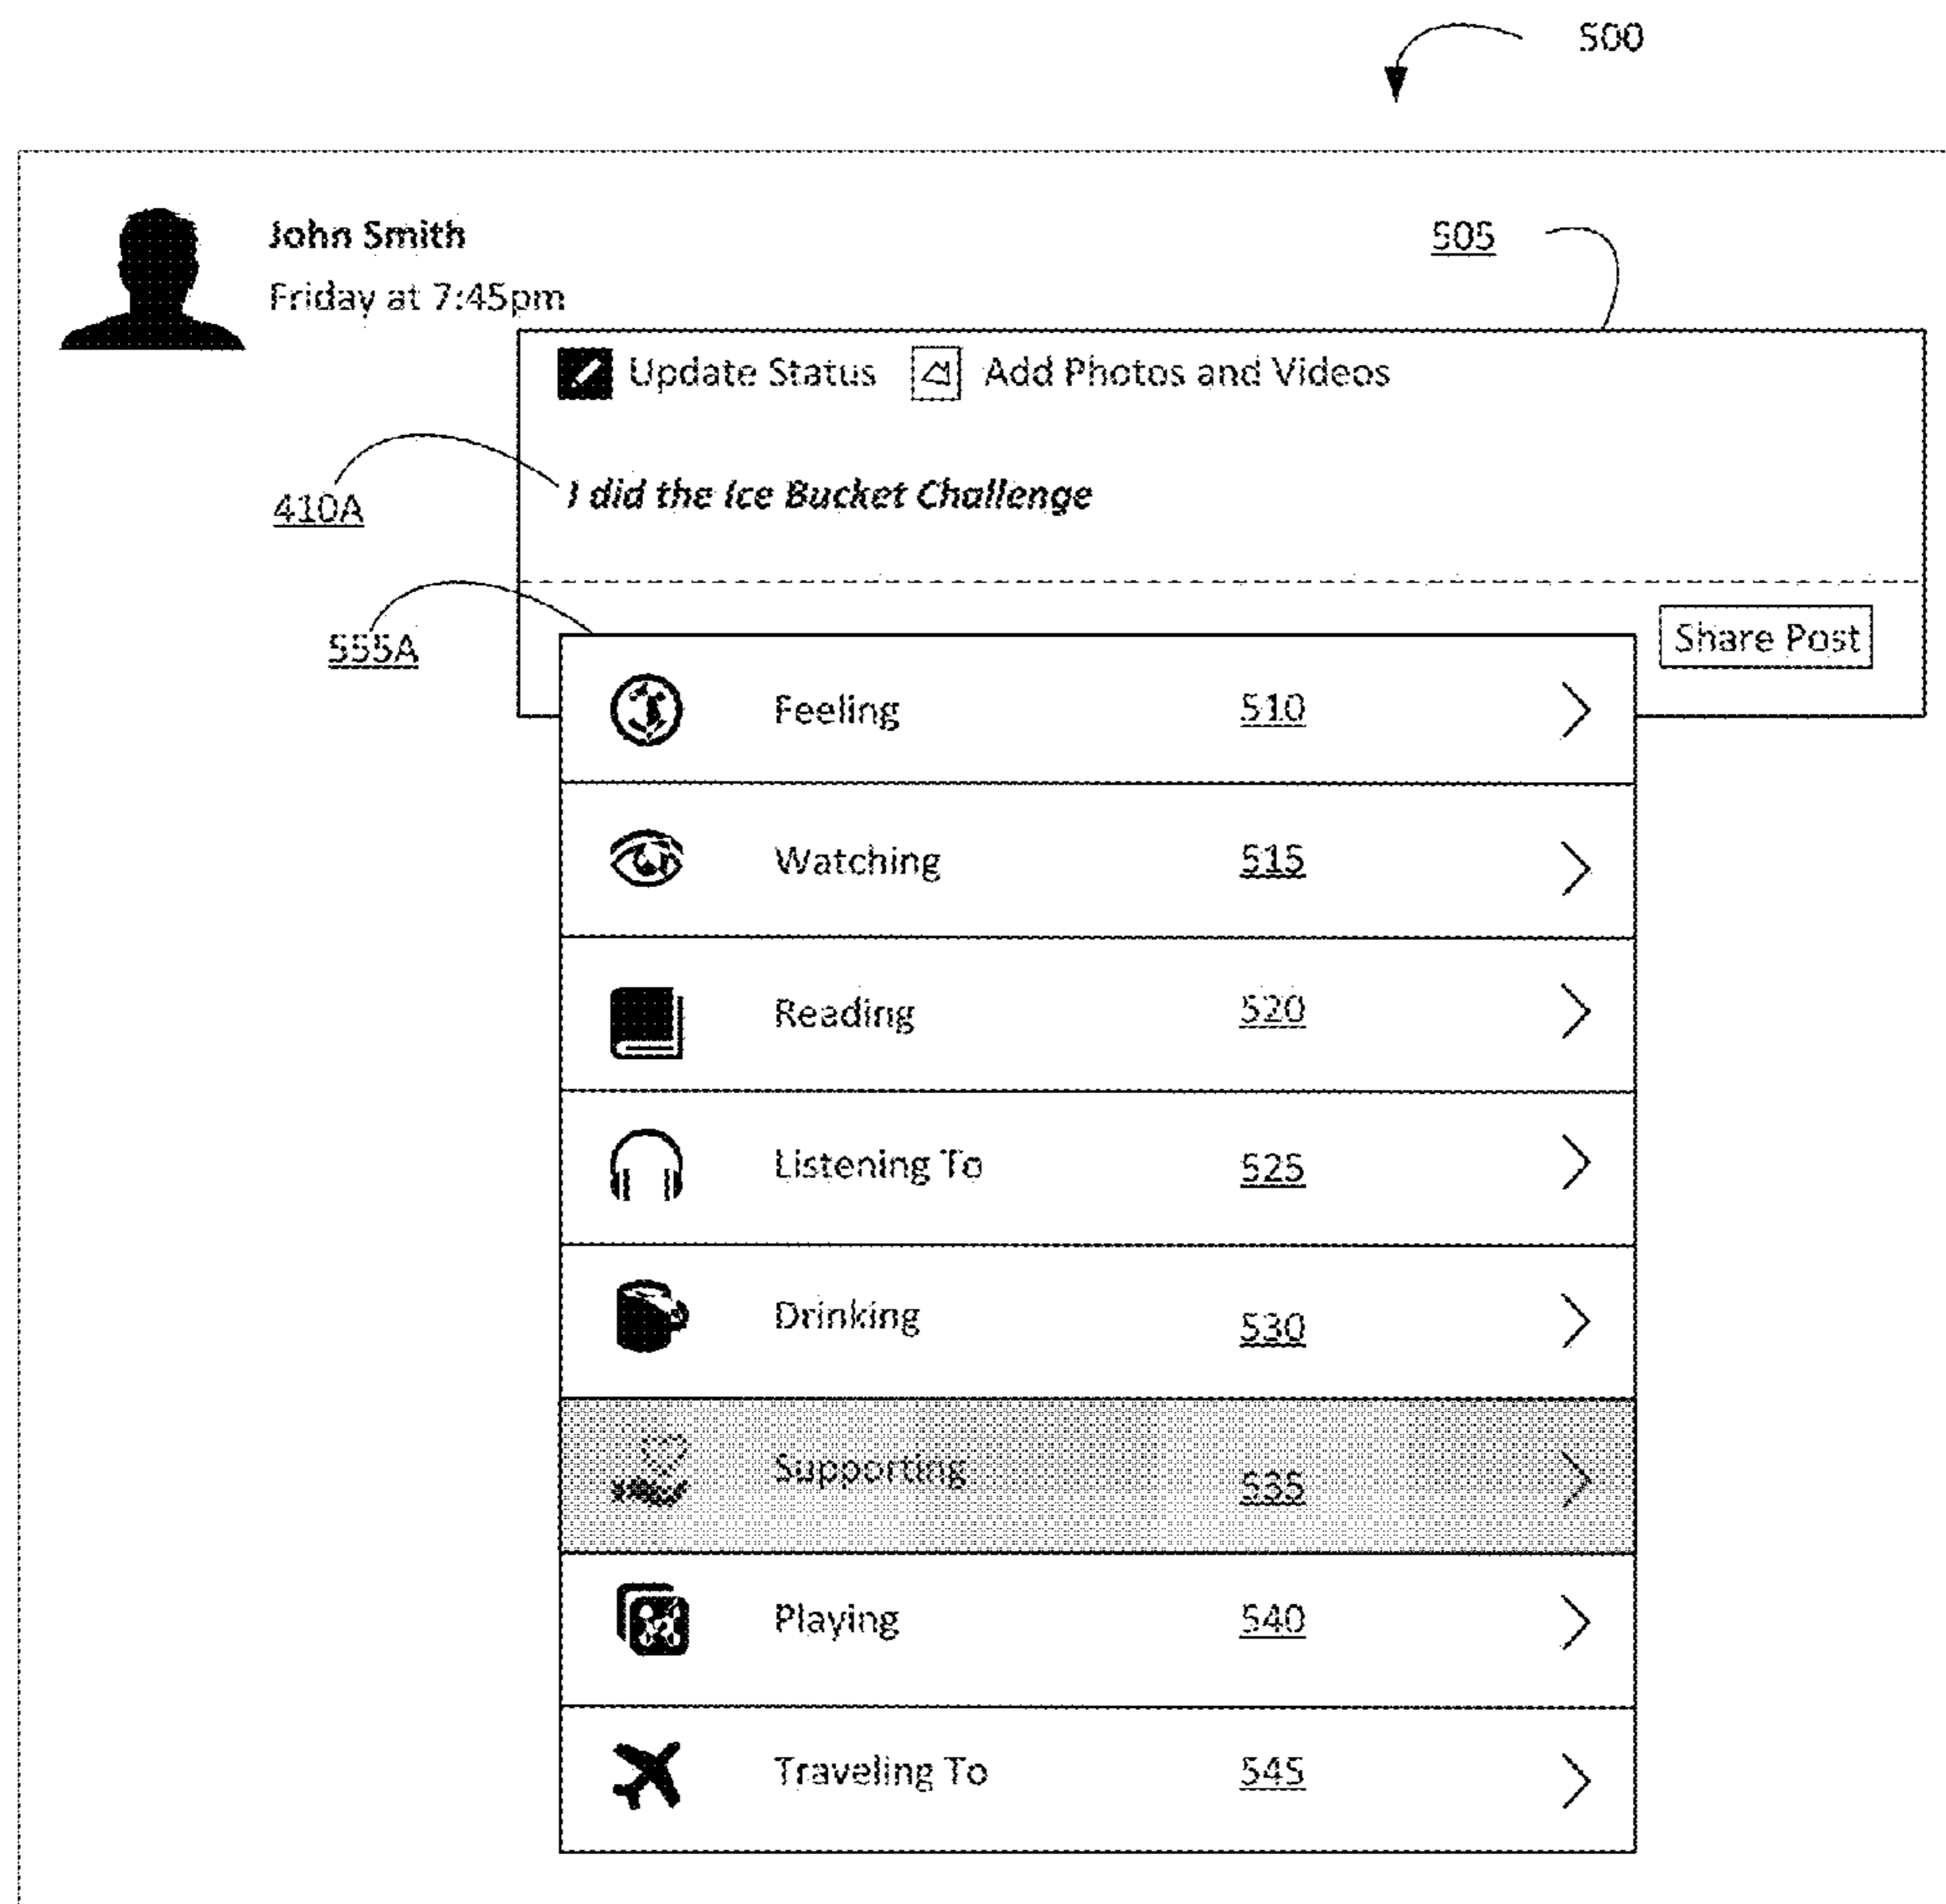 500
John Smith
505
Friday at 7:45pm
Update Status Add Photos and Videos
410A
I did the Ice Bucket Challenge
555A
Share Post
Feeling 510
Watching 515
Reading 520
Listening To 525
Drinking 530
Supporting 535
Playing 540
Traveling To 545